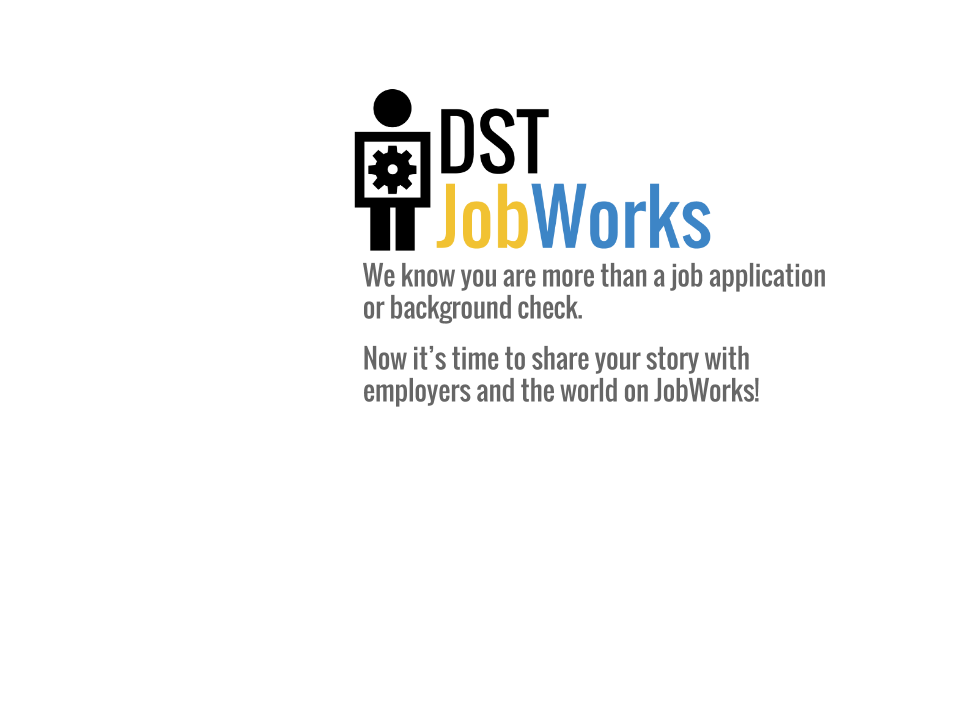 DST
JobWorks
We know you are more than a job application
or background check.
Now it’s time to share your story with
employers and the world on JobWorks!